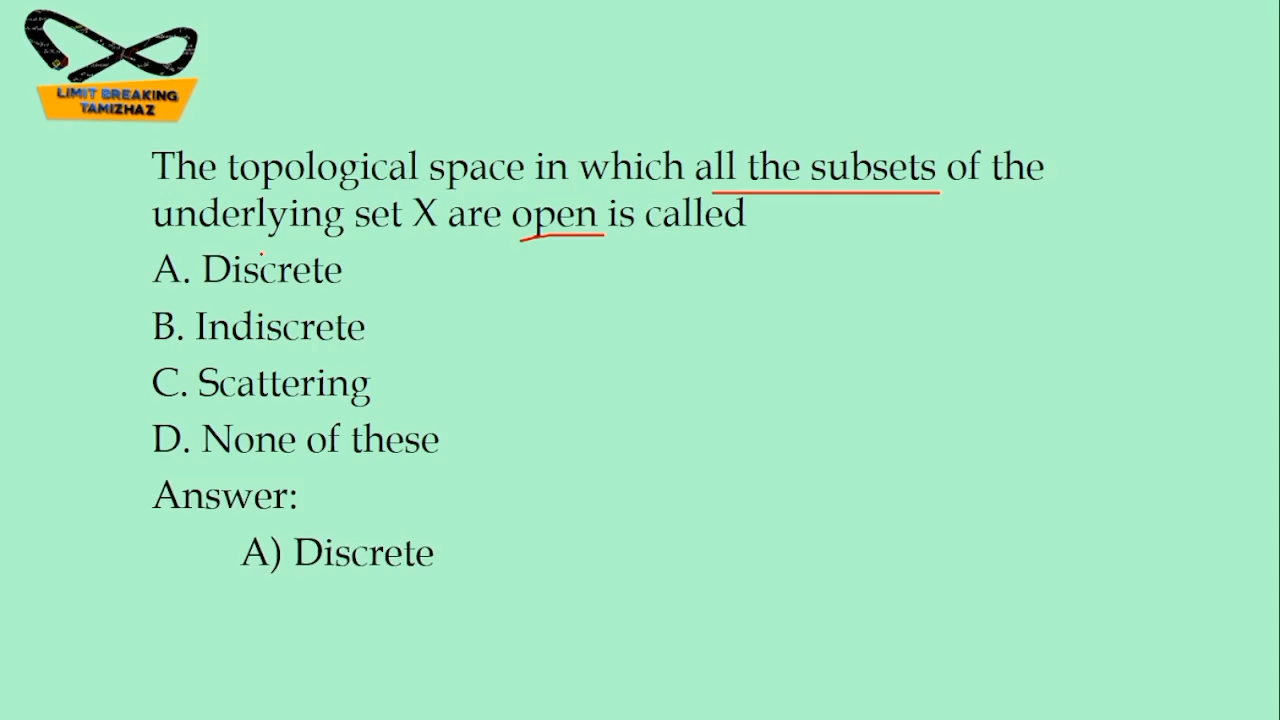 LIMIT BREAKING
TAMIZHAZ
The topological space in which all the subsets of the
underlying set X are open is called
A. Discrete
B. Indiscrete
C. Scattering
D. None of these
Answer:
A) Discrete